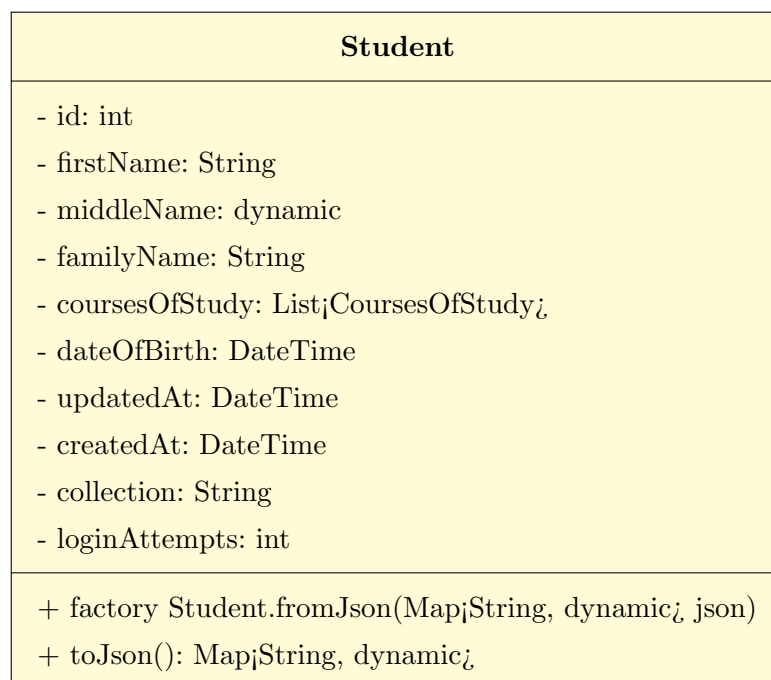 Student
- id: int
- firstName: String
- middleName: dynamic
- familyName: String
- coursesOfStudy: List¡CoursesOfStudy¿
- dateOfBirth: DateTime
- updatedAt: DateTime
- createdAt: DateTime
- collection: String
- loginAttempts: int
+ factory Student.fromJson(Map¡String, dynamic¿ json)
+ toJson(): Map¡String, dynamic¿